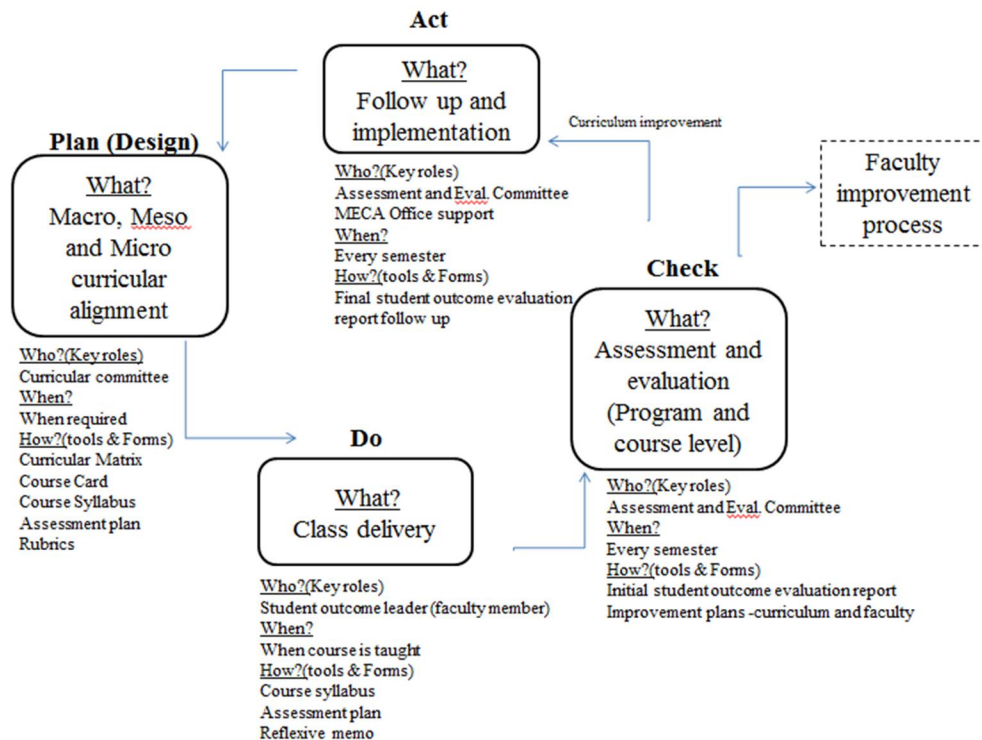 Act
What?
Follow up and
implementation
Who?(Key roles)
Assessment and Eval. Committee
MECA Office support
When?
Every semester
How?(tools & Forms)
Final student outcome evaluation
report follow up
Curriculum improvement
Faculty
improvement
process
Plan (Design)
What?
Macro, Meso
and Micro
curricular
alignment
Who?(Key roles)
Curricular committee
When?
When required
How?(tools & Forms)
Curricular Matrix
Course Card
Course Syllabus
Assessment plan
Rubrics
Do
What?
Class delivery
Who?(Key roles)
Student outcome leader (faculty member)
When?
When course is taught
How?(tools & Forms)
Course syllabus
Assessment plan
Reflexive memo
Check
What?
Assessment and
evaluation
(Program and
course level)
Who?(Key roles)
Assessment and Eval. Committee
When?
Every semester
How?(tools & Forms)
Initial student outcome evaluation report
Improvement plans -curriculum and faculty